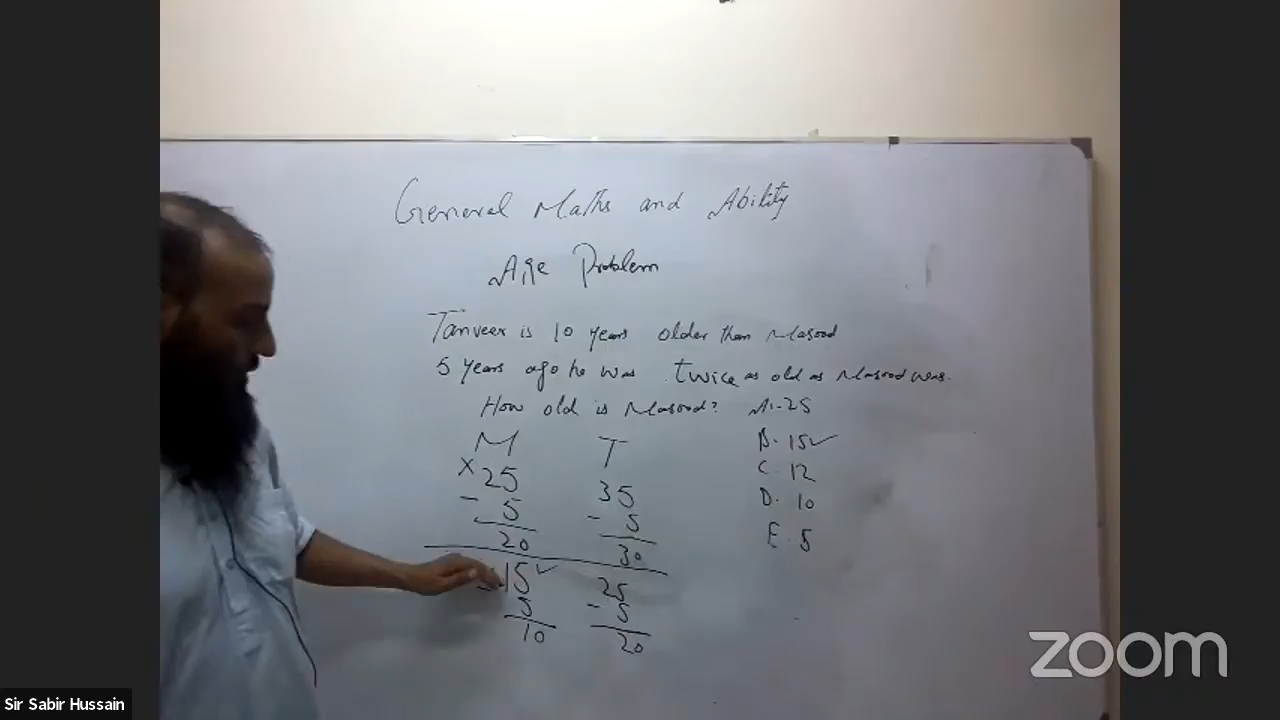 General Maths and Ability
Age Problem
Tanveer is 10 years older than Masood
5 years ago he was twice as old as Masood was.
How old is Masood? A. 25
B. 15 ✓
C. 12
D. 10
E. 5
M T
× 25 35
- 5 - 5
20 30
15 ✓ 25
- 5 - 5
10 20
zoom
Sir Sabir Hussain